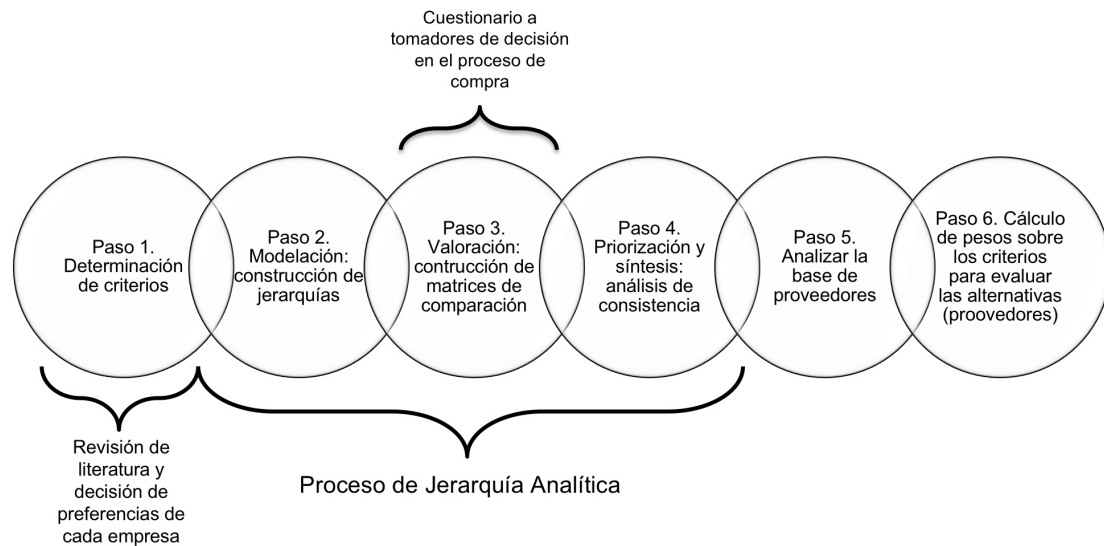 Cuestionario a
tomadores de decisión
en el proceso de
compra
Paso 1.
Determinación
de criterios
Paso 2.
Modelación:
construcción de
jerarquías
Paso 3.
Valoración:
contrucción de
matrices de
comparación
Paso 4.
Priorización y
síntesis:
análisis de
consistencia
Paso 5.
Analizar la
base de
proveedores
Paso 6. Cálculo
de pesos sobre
los criterios
para evaluar
las alternativas
(proovedores)
Revisión de
literatura y
decisión de
preferencias de
cada empresa
Proceso de Jerarquía Analítica